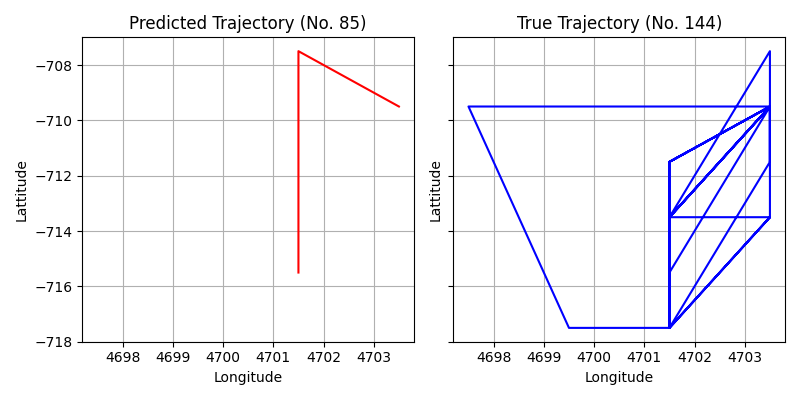 Predicted Trajectory (No. 85)
Lattitude
−708
−710
−712
−714
−716
−718
4698 4699 4700 4701 4702 4703
Longitude
True Trajectory (No. 144)
Lattitude
4698 4699 4700 4701 4702 4703
Longitude